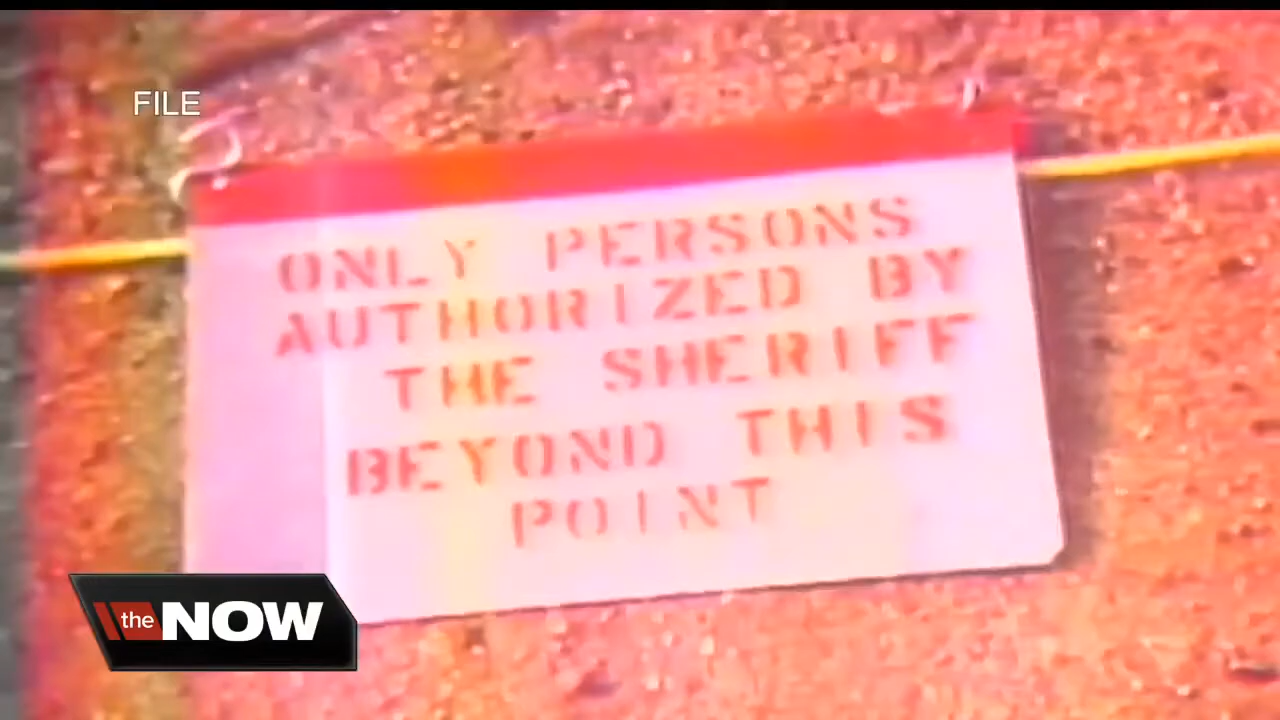 FILE
ONLY PERSONS
AUTHORIZED BY
THE SHERIFF
BEYOND THIS
POINT
the NOW